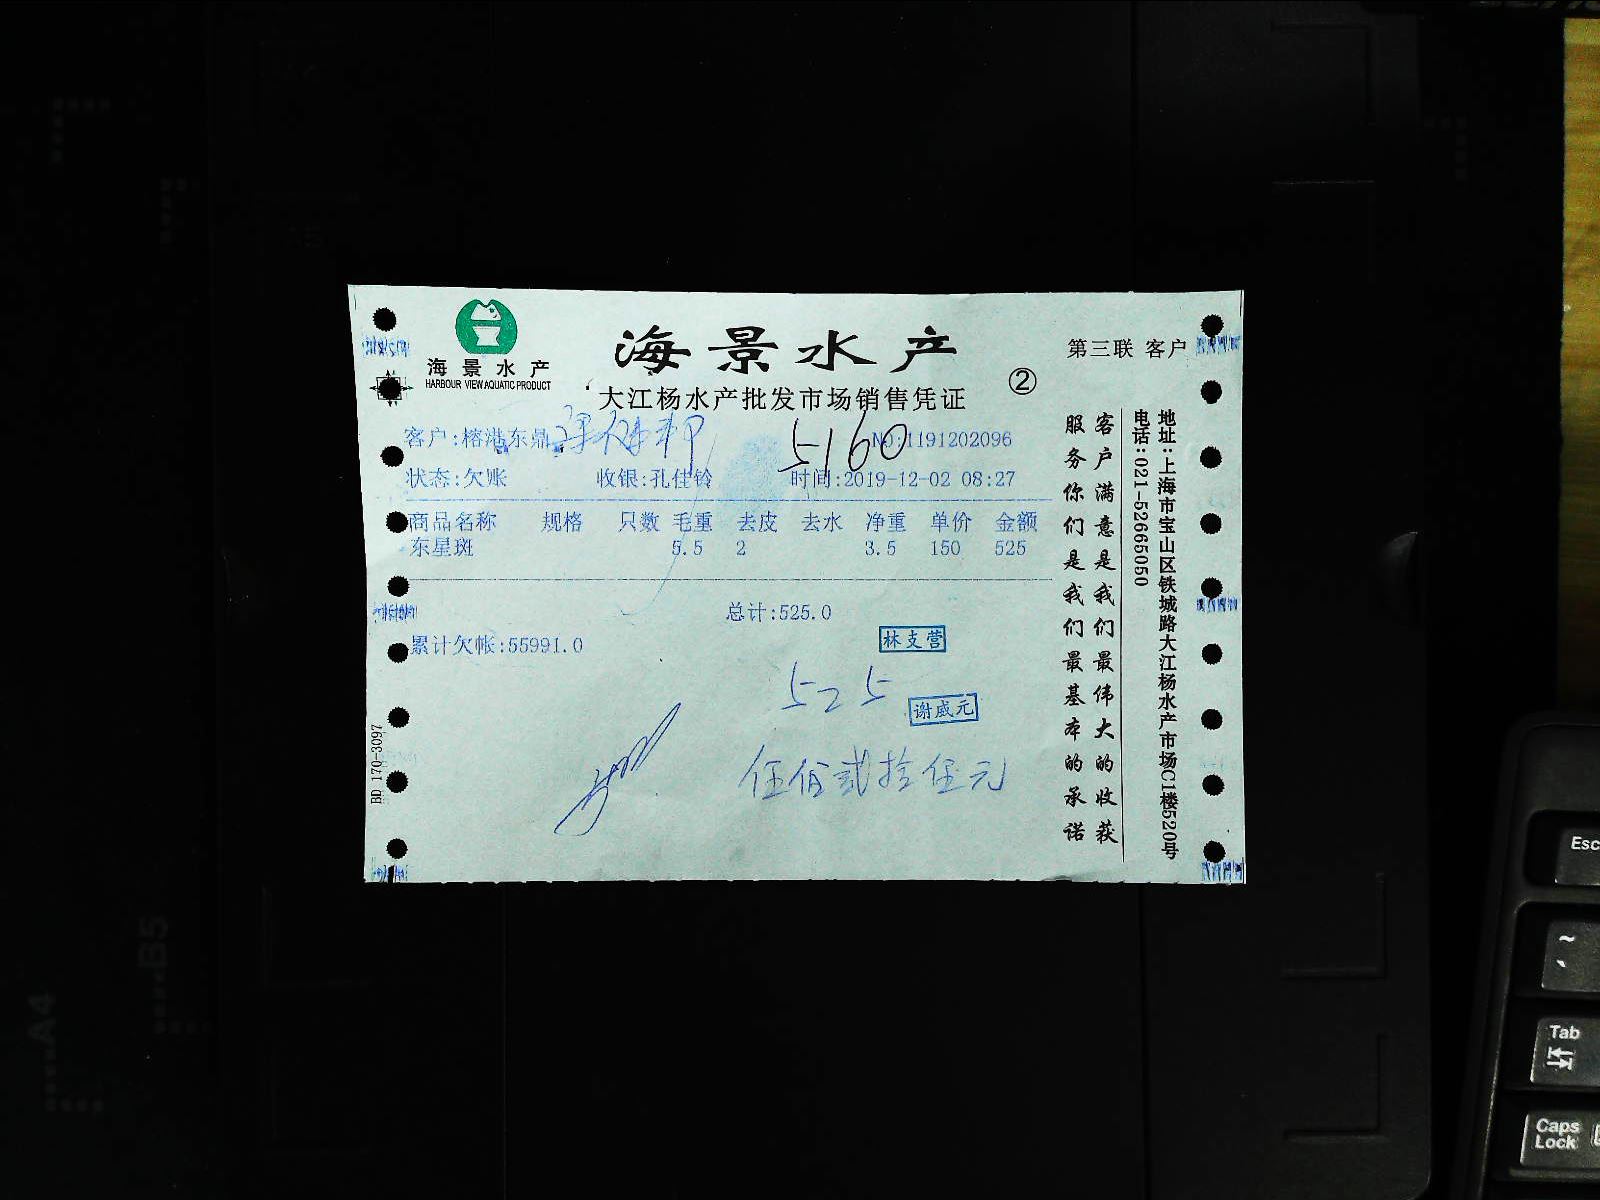 海景水产
HARBOUR VIEW AQUATIC PRODUCT
海景水产
大江杨水产批发市场销售凭证
②
第三联 客户
客户:榕港东鼎
5160
NO:1191202096
状态:欠账 收银:孔佳铃 时间:2019-12-02 08:27
商品名称 规格 只数 毛重 去皮 去水 净重 单价 金额
东星斑 5.5 2 3.5 150 525
总计:525.0
累计欠帐:55991.0
林支营
525
谢威元
伍佰贰拾伍元
客户满意是我们最伟大的收获
服务你们是我们最基本的承诺
地址:上海市宝山区铁城路大江杨水产市场C1楼520号
电话:021-52665050
BD 170-3097
A4
B5
Esc
~
Tab
Caps
Lock